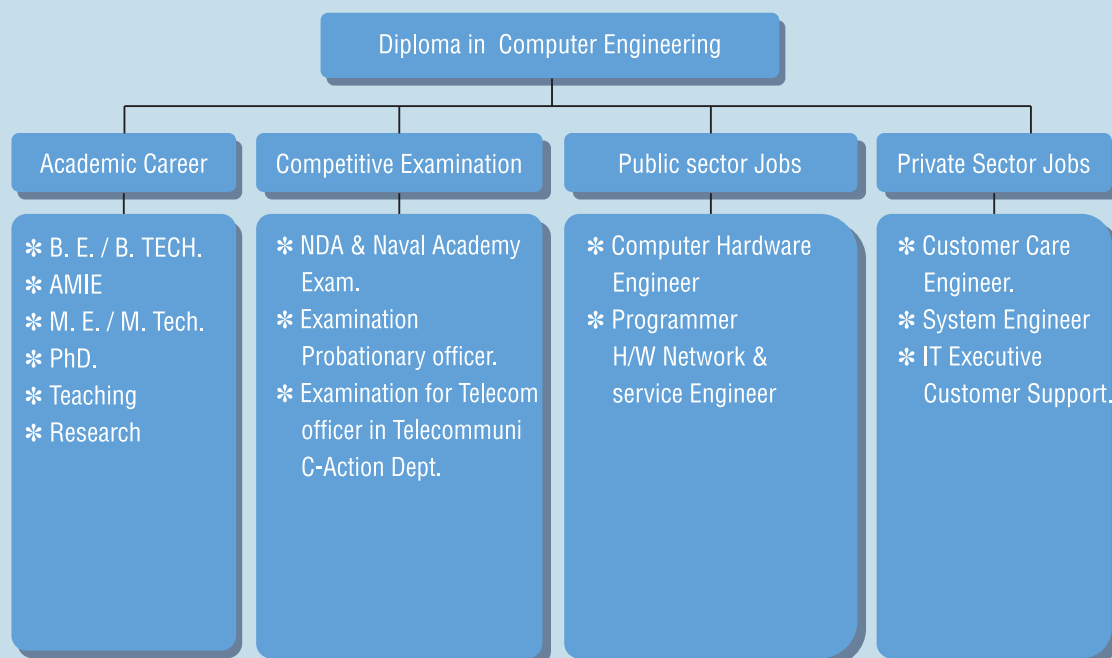 Diploma in Computer Engineering
Academic Career
✻ B. E. / B. TECH.
✻ AMIE
✻ M. E. / M. Tech.
✻ PhD.
✻ Teaching
✻ Research
Competitive Examination
✻ NDA & Naval Academy
Exam.
✻ Examination
Probationary officer.
✻ Examination for Telecom
officer in Telecommuni
C-Action Dept.
Public sector Jobs
✻ Computer Hardware
Engineer
✻ Programmer
H/W Network &
service Engineer
Private Sector Jobs
✻ Customer Care
Engineer.
✻ System Engineer
✻ IT Executive
Customer Support.